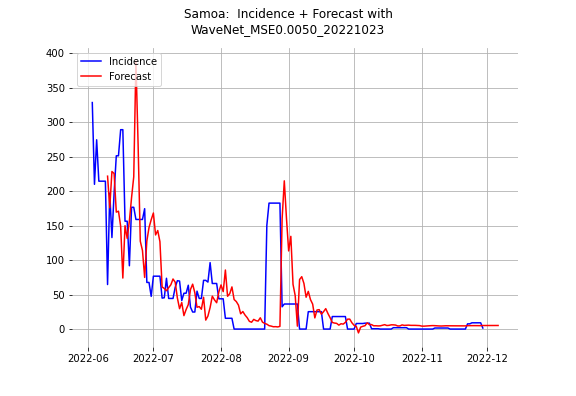 Samoa:  Incidence + Forecast with
WaveNet_MSE0.0050_20221023
Incidence
Forecast
400
350
300
250
200
150
100
50
0
2022-06 2022-07 2022-08 2022-09 2022-10 2022-11 2022-12